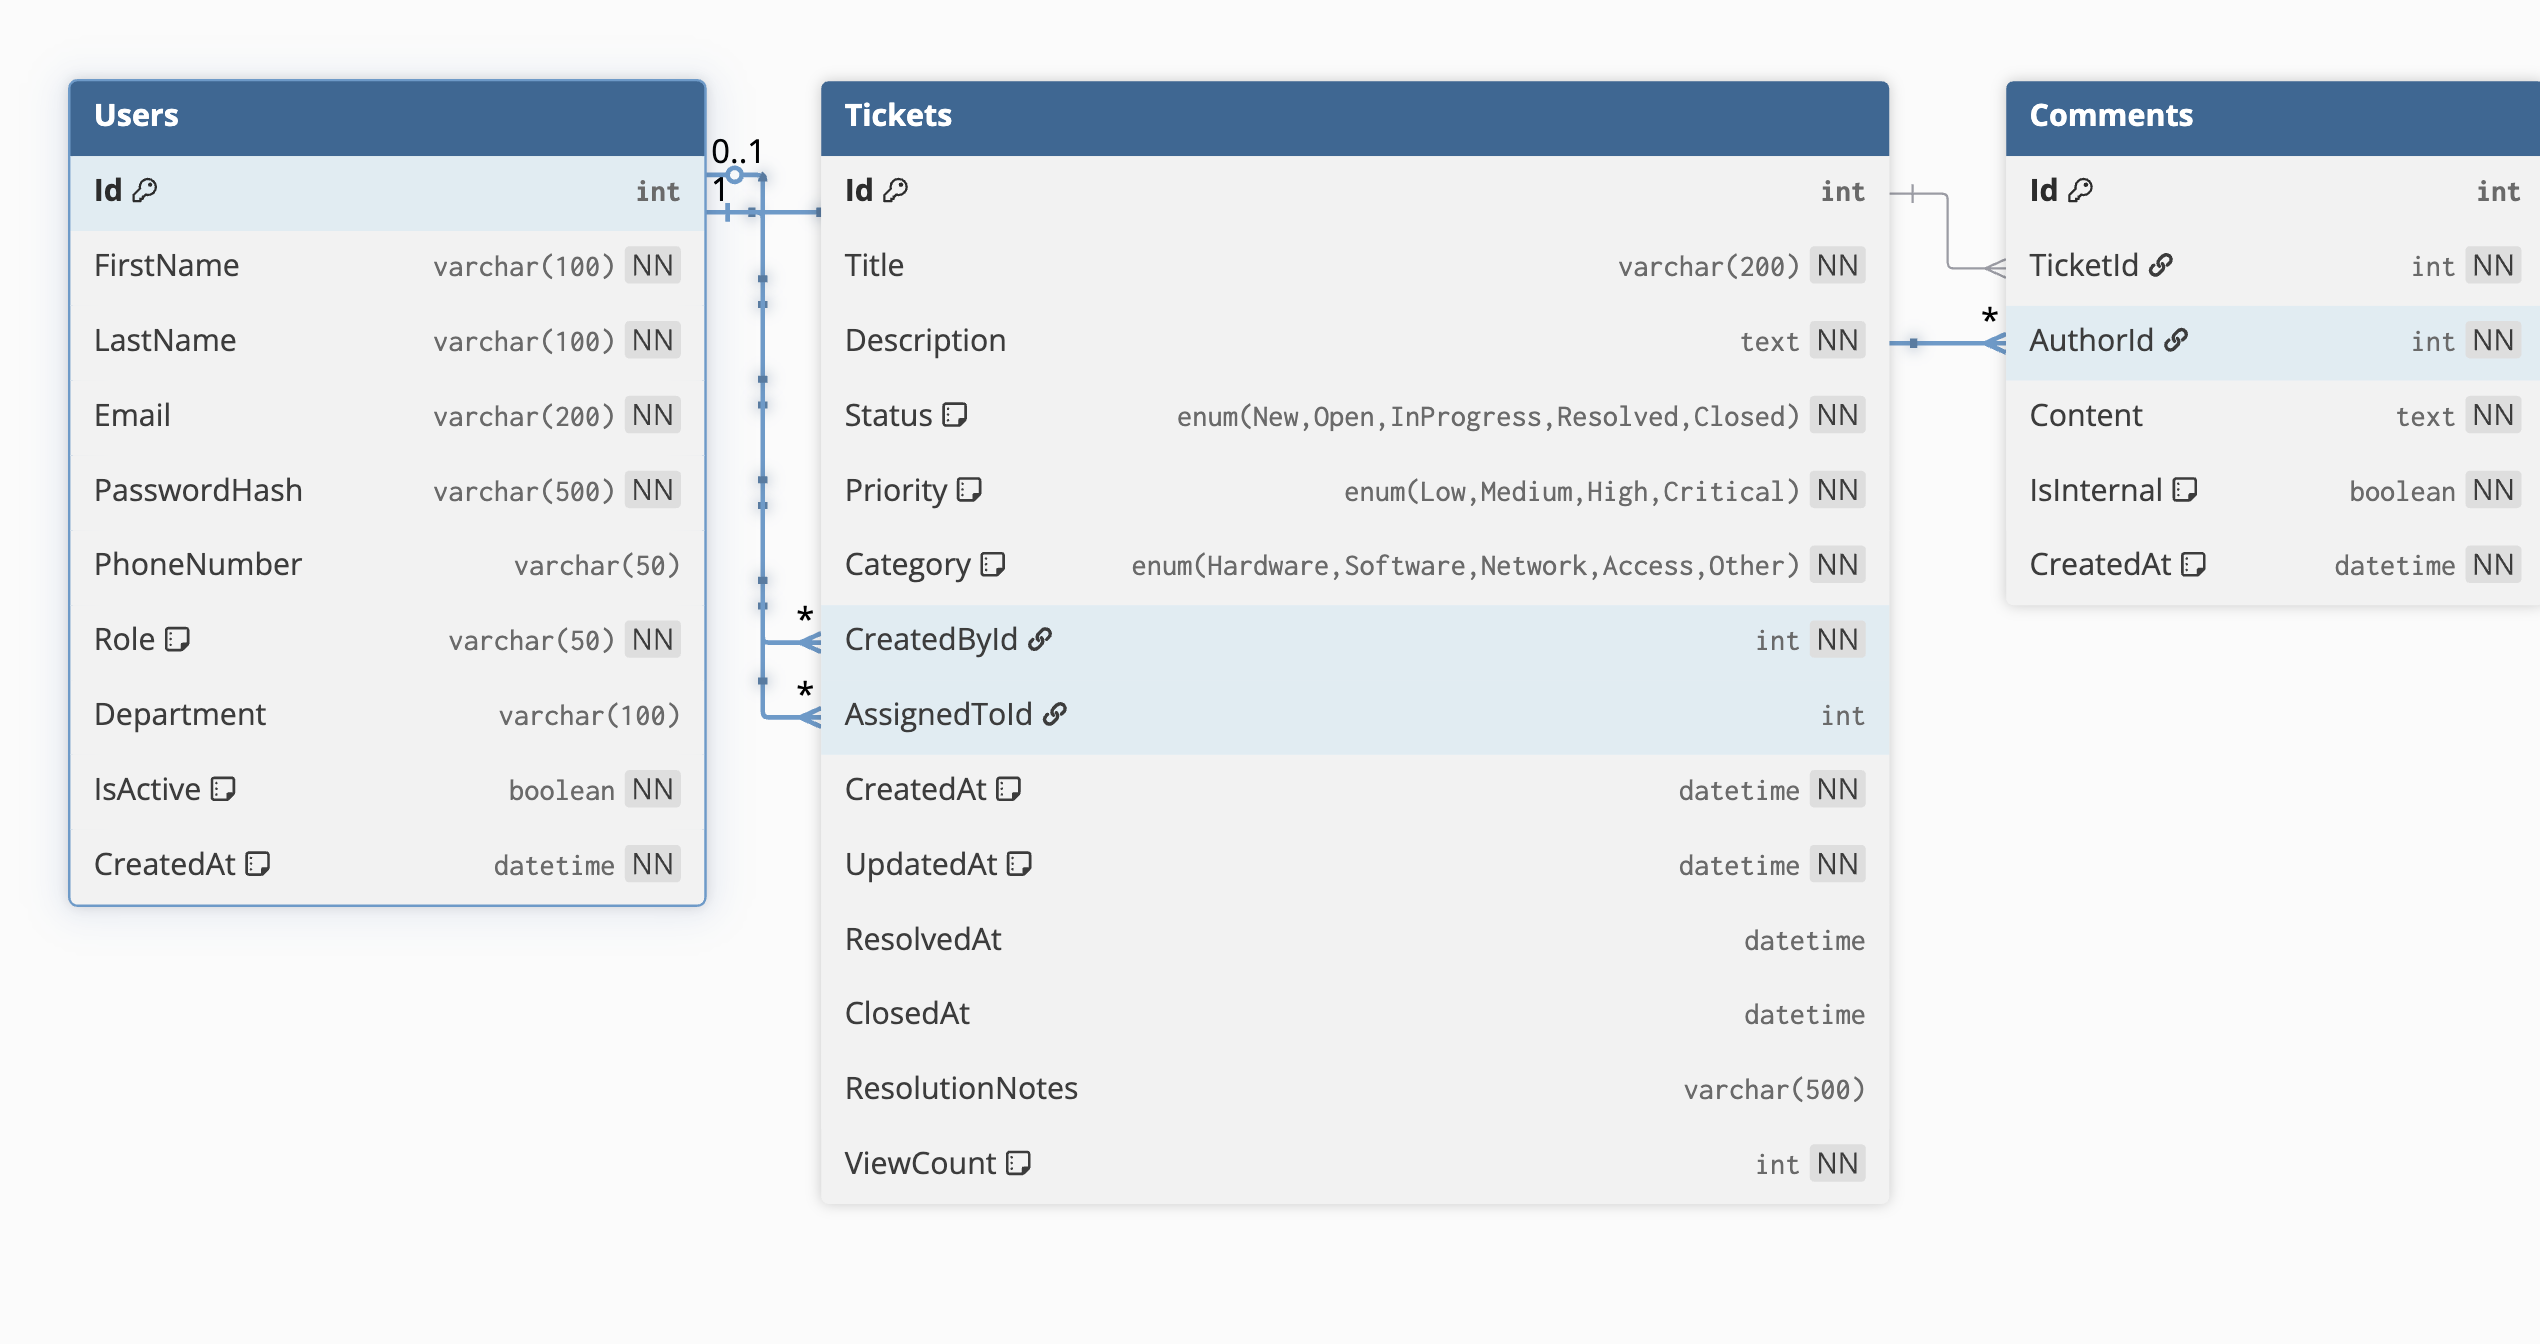 Users
Id int
FirstName varchar(100) NN
LastName varchar(100) NN
Email varchar(200) NN
PasswordHash varchar(500) NN
PhoneNumber varchar(50)
Role varchar(50) NN
Department varchar(100)
IsActive boolean NN
CreatedAt datetime NN
0..1
1
*
*
Tickets
Id int
Title varchar(200) NN
Description text NN
Status enum(New,Open,InProgress,Resolved,Closed) NN
Priority enum(Low,Medium,High,Critical) NN
Category enum(Hardware,Software,Network,Access,Other) NN
CreatedById int NN
AssignedToId int
CreatedAt datetime NN
UpdatedAt datetime NN
ResolvedAt datetime
ClosedAt datetime
ResolutionNotes varchar(500)
ViewCount int NN
*
Comments
Id int
TicketId int NN
AuthorId int NN
Content text NN
IsInternal boolean NN
CreatedAt datetime NN